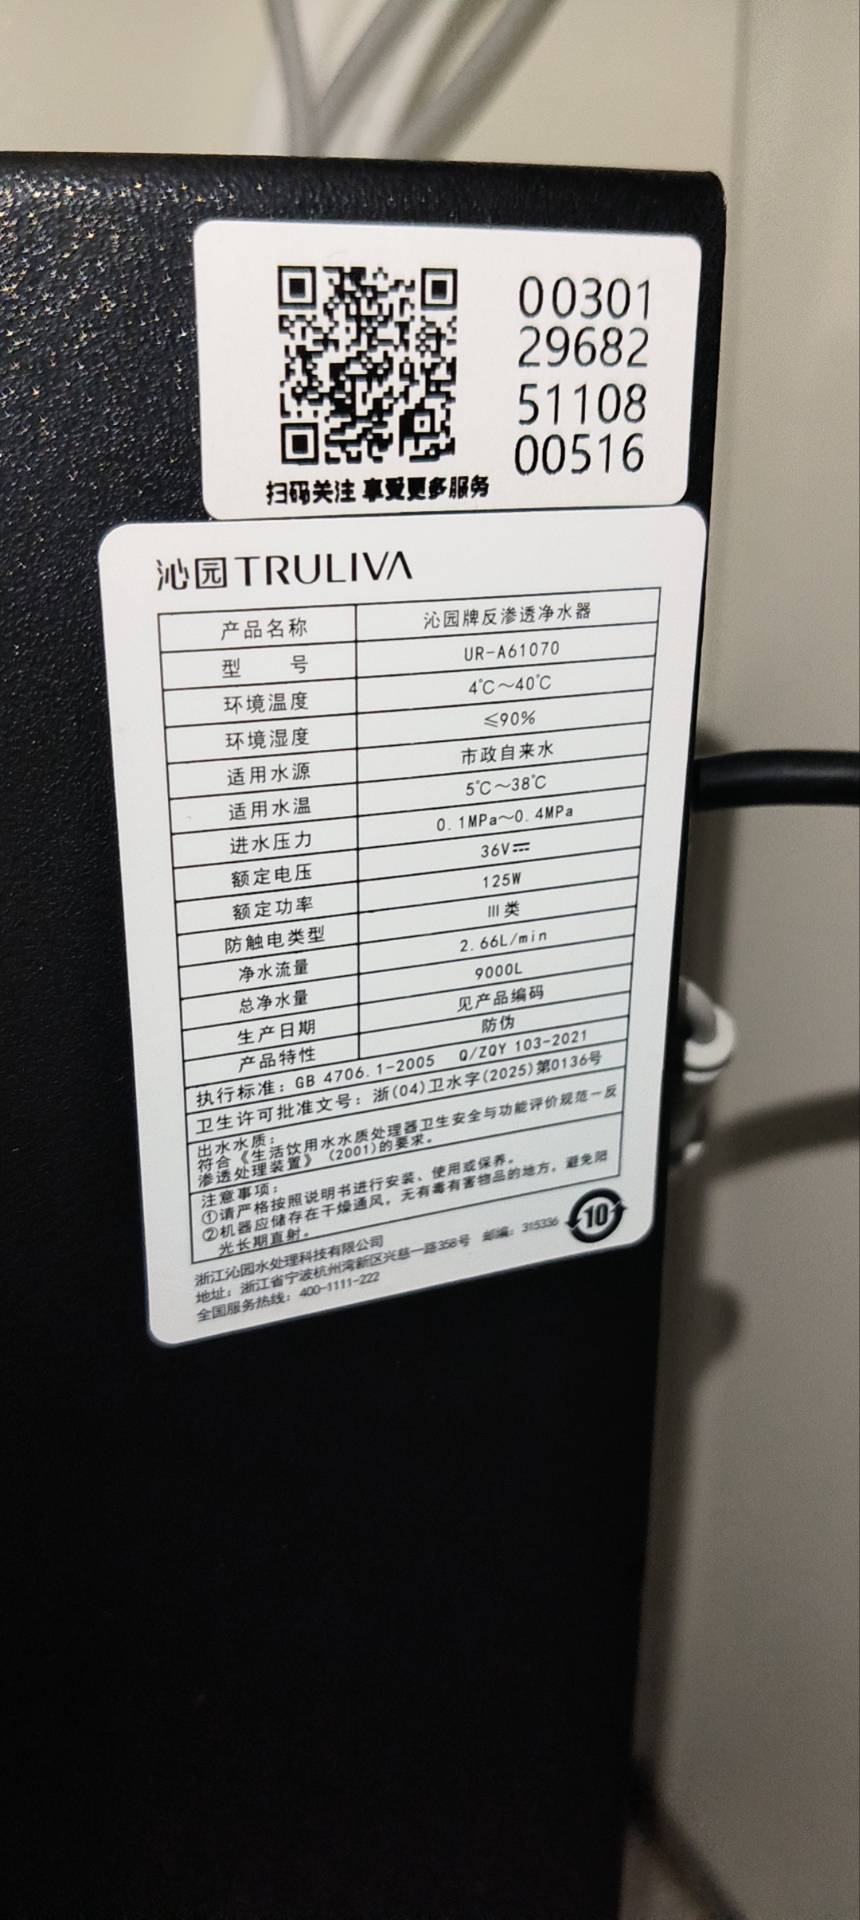 00301
29682
51108
00516
扫码关注 享受更多服务
沁园TRULIVA
产品名称 沁园牌反渗透净水器
型 号 UR-A61070
环境温度 4℃～40℃
环境湿度 ≤90%
适用水源 市政自来水
适用水温 5℃～38℃
进水压力 0.1MPa～0.4MPa
额定电压 36V⎓
额定功率 125W
防触电类型 III类
净水流量 2.66L/min
总净水量 9000L
生产日期 见产品编码
产品特性 防伪
执行标准：GB 4706.1-2005 Q/ZQY 103-2021
卫生许可批准文号：浙(04)卫水字(2025)第0136号
出水水质：
符合《生活饮用水水质处理器卫生安全与功能评价规范一反
渗透处理装置》(2001)的要求。
注意事项：
①请严格按照说明书进行安装、使用或保养。
②机器应储存在干燥通风，无有毒有害物品的地方，避免阳
光长期直射。
10
浙江沁园水处理科技有限公司
地址：浙江省宁波杭州湾新区兴慈一路358号 邮编：315336
全国服务热线：400-1111-222